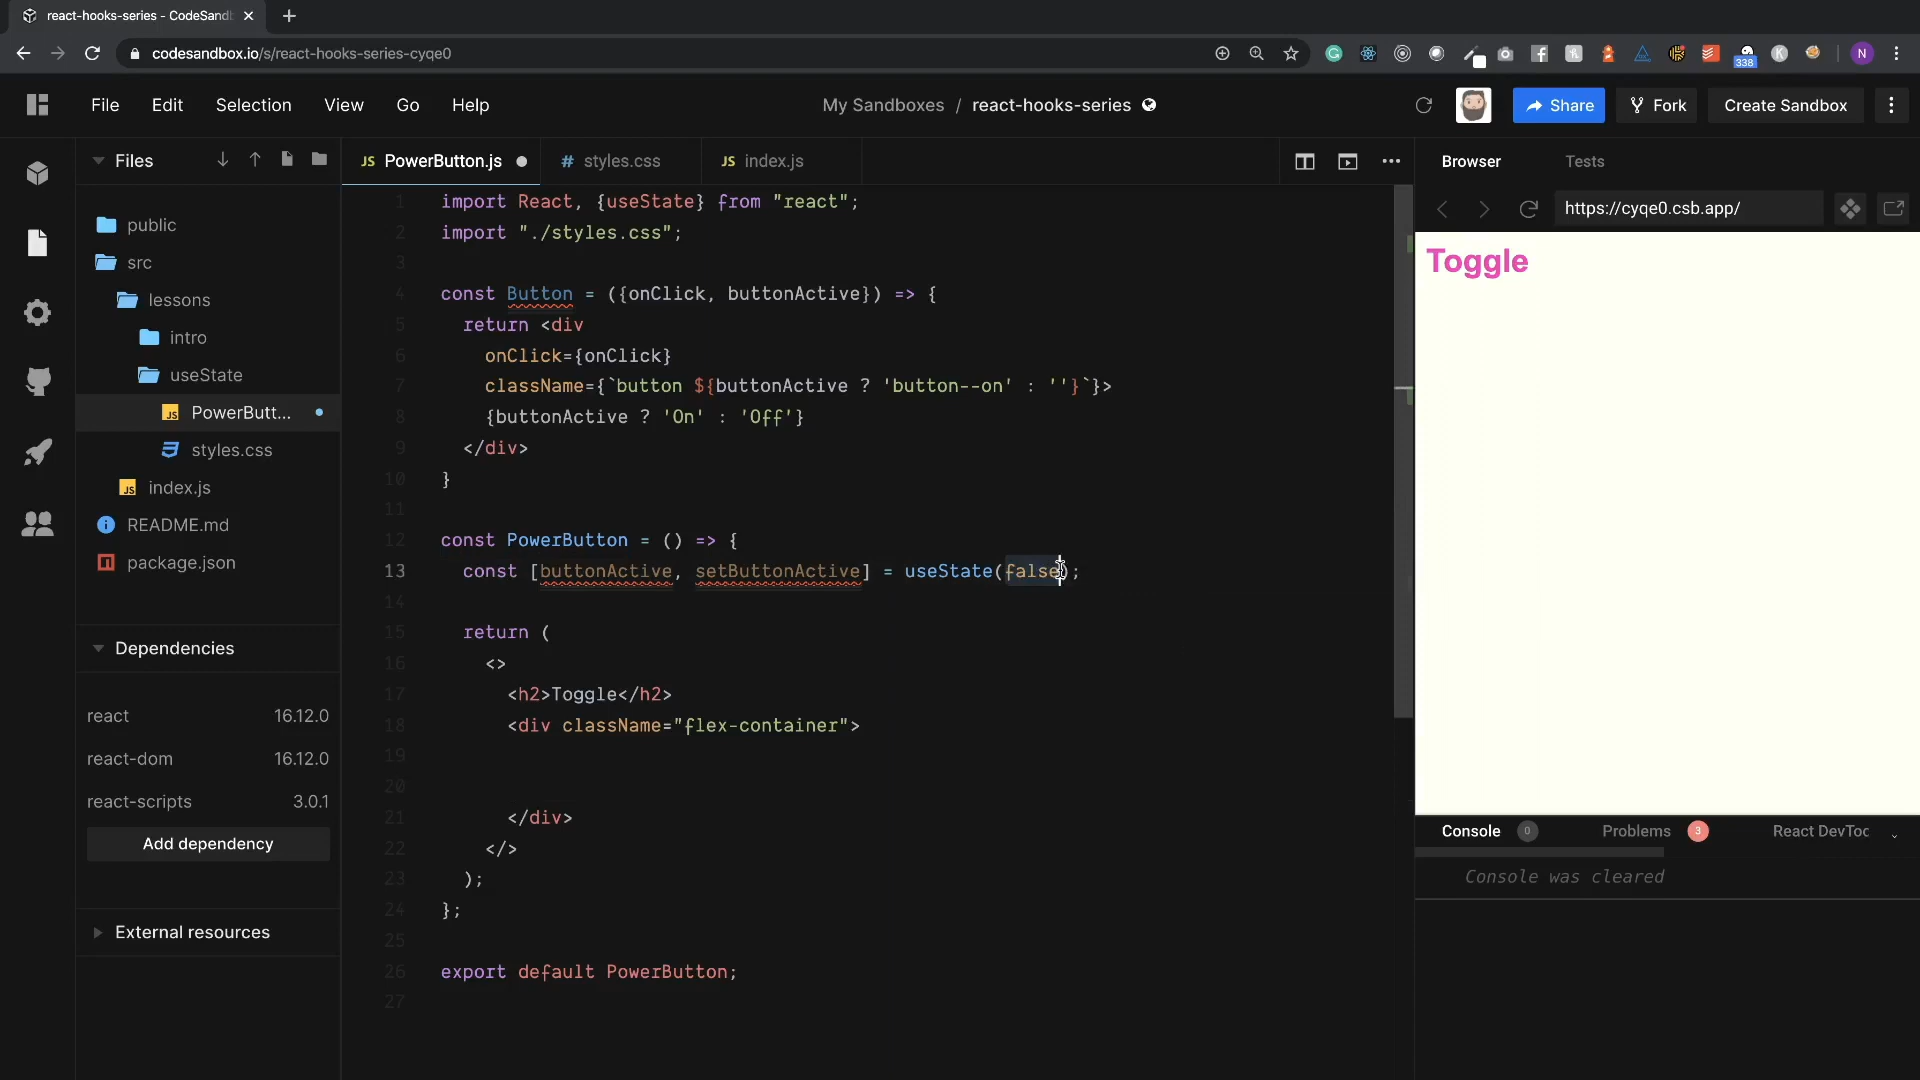 react-hooks-series - CodeSand
codesandbox.io/s/react-hooks-series-cyqe0
338
N
File Edit Selection View Go Help
My Sandboxes / react-hooks-series
Share
Fork
Create Sandbox
Files
JS PowerButton.js
# styles.css
JS index.js
Browser
Tests
https://cyqe0.csb.app/
public
src
lessons
intro
useState
JS PowerButt...
styles.css
JS index.js
README.md
package.json
Dependencies
react 16.12.0
react-dom 16.12.0
react-scripts 3.0.1
Add dependency
External resources
1 import React, {useState} from "react";
2 import "./styles.css";
3
4 const Button = ({onClick, buttonActive}) => {
5 return <div
6 onClick={onClick}
7 className={`button ${buttonActive ? 'button--on' : ''}`}>
8 {buttonActive ? 'On' : 'Off'}
9 </div>
10 }
11
12 const PowerButton = () => {
13 const [buttonActive, setButtonActive] = useState(false);
14
15 return (
16 <>
17 <h2>Toggle</h2>
18 <div className="flex-container">
19
20
21 </div>
22 </>
23 );
24 };
25
26 export default PowerButton;
27
Toggle
Console 0
Problems 3
React DevToo
Console was cleared